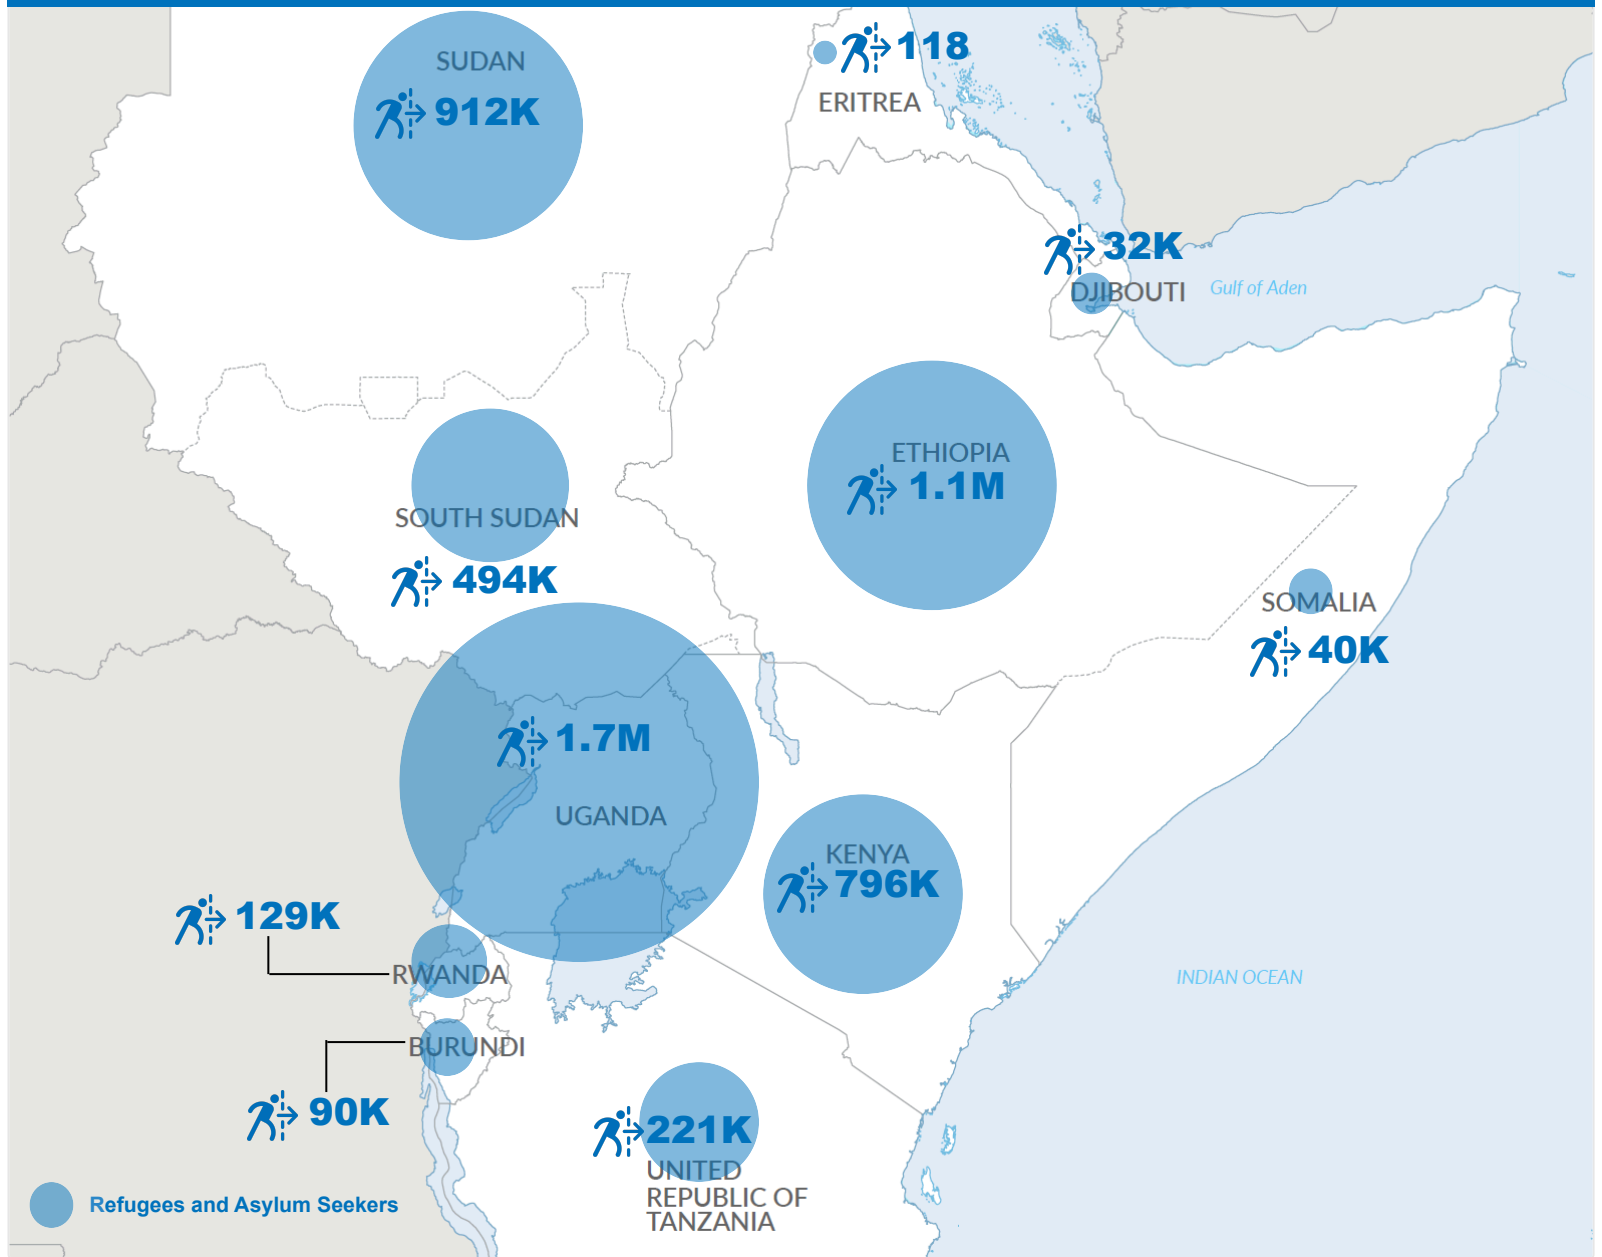 SUDAN
912K
118
ERITREA
32K
DJIBOUTI
Gulf of Aden
ETHIOPIA
1.1M
SOUTH SUDAN
494K
SOMALIA
40K
1.7M
UGANDA
KENYA
796K
129K
RWANDA
INDIAN OCEAN
BURUNDI
90K
221K
UNITED
REPUBLIC OF
TANZANIA
Refugees and Asylum Seekers